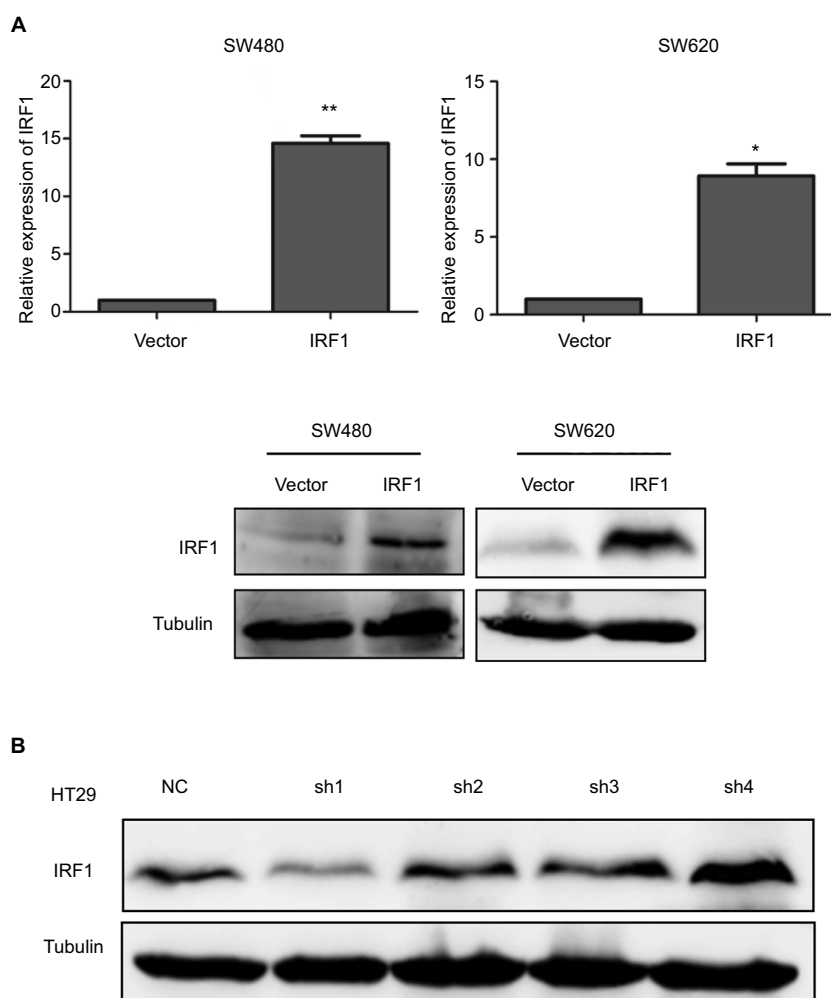 A
SW480
SW620
Relative expression of IRF1
20
15
10
5
0
**
Vector
IRF1
Relative expression of IRF1
15
10
5
0
*
Vector
IRF1
SW480
SW620
Vector
IRF1
Vector
IRF1
IRF1
Tubulin
B
HT29
NC
sh1
sh2
sh3
sh4
IRF1
Tubulin